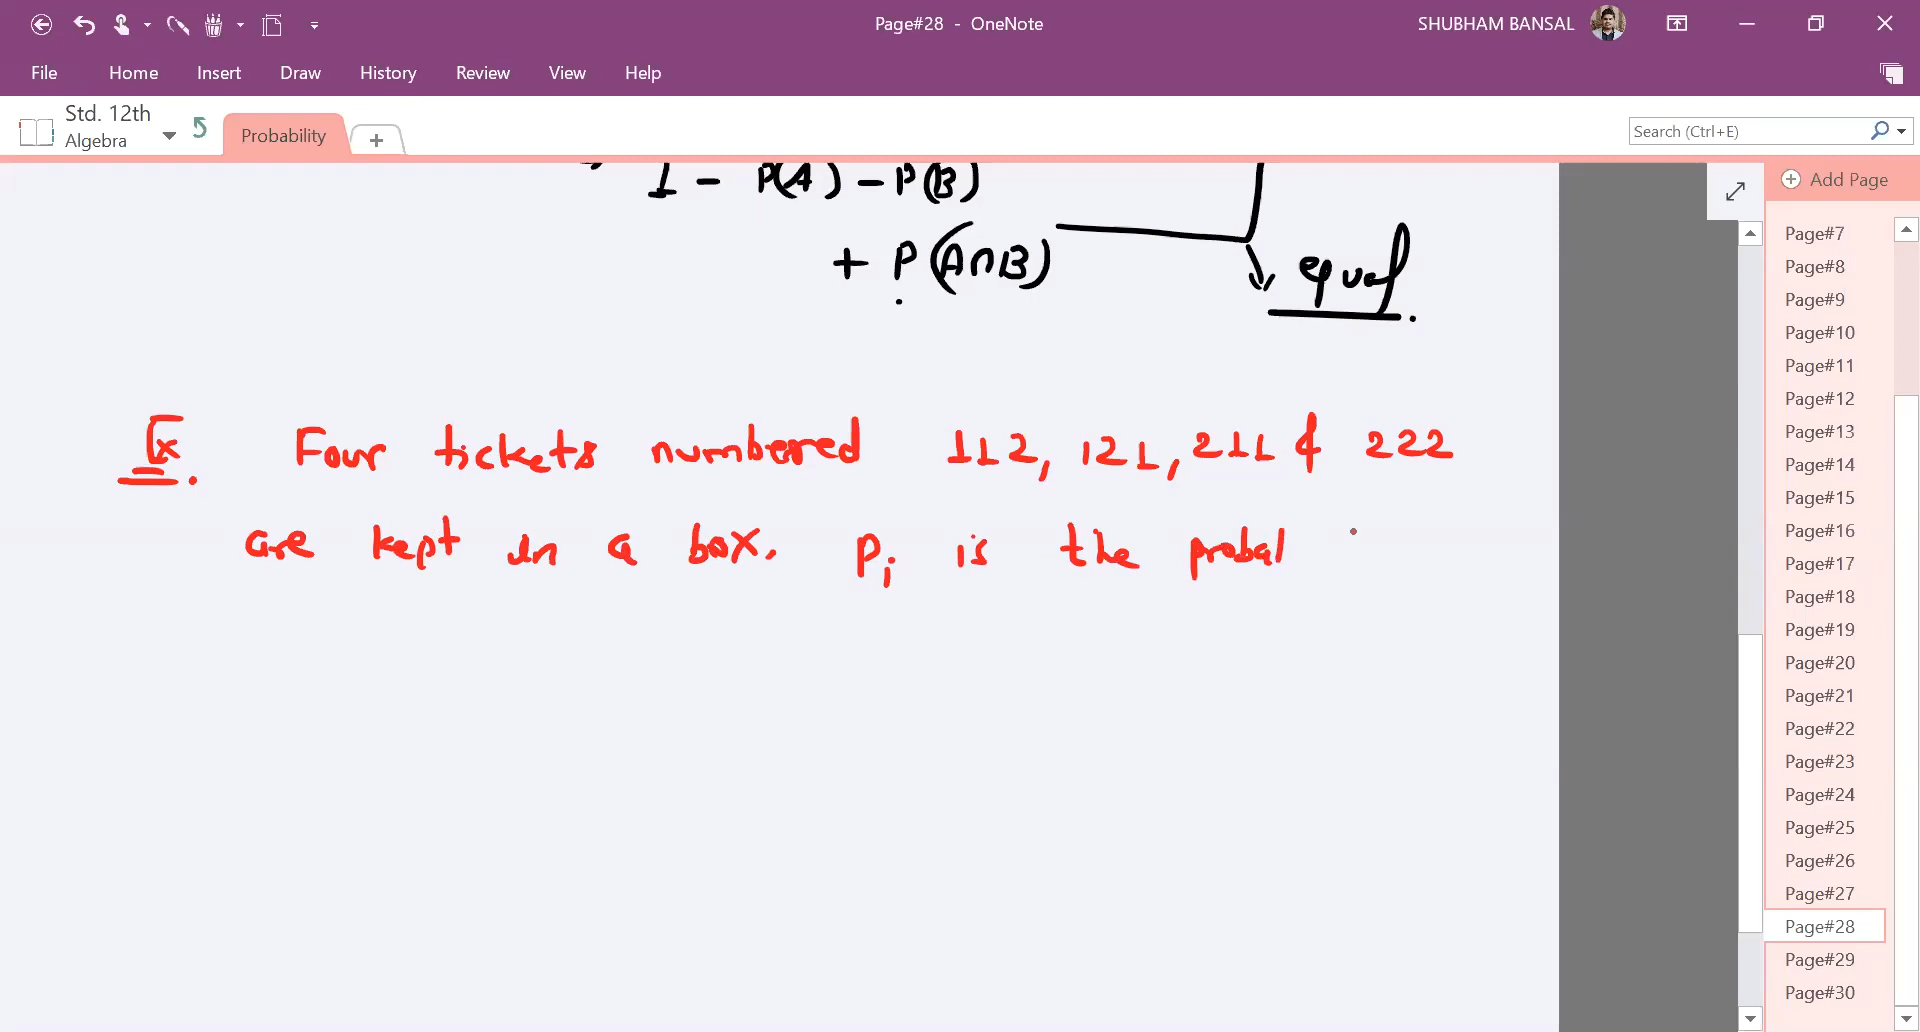 Page#28 - OneNote
SHUBHAM BANSAL
File Home Insert Draw History Review View Help
Std. 12th
Algebra
Probability
+
Search (Ctrl+E)
Add Page
1 - P(A) - P(B)
+ P(A∩B)
equal.
Ex. Four tickets numbered 112, 121, 211 & 222
are kept in a box. Pi is the probal
Page#7
Page#8
Page#9
Page#10
Page#11
Page#12
Page#13
Page#14
Page#15
Page#16
Page#17
Page#18
Page#19
Page#20
Page#21
Page#22
Page#23
Page#24
Page#25
Page#26
Page#27
Page#28
Page#29
Page#30